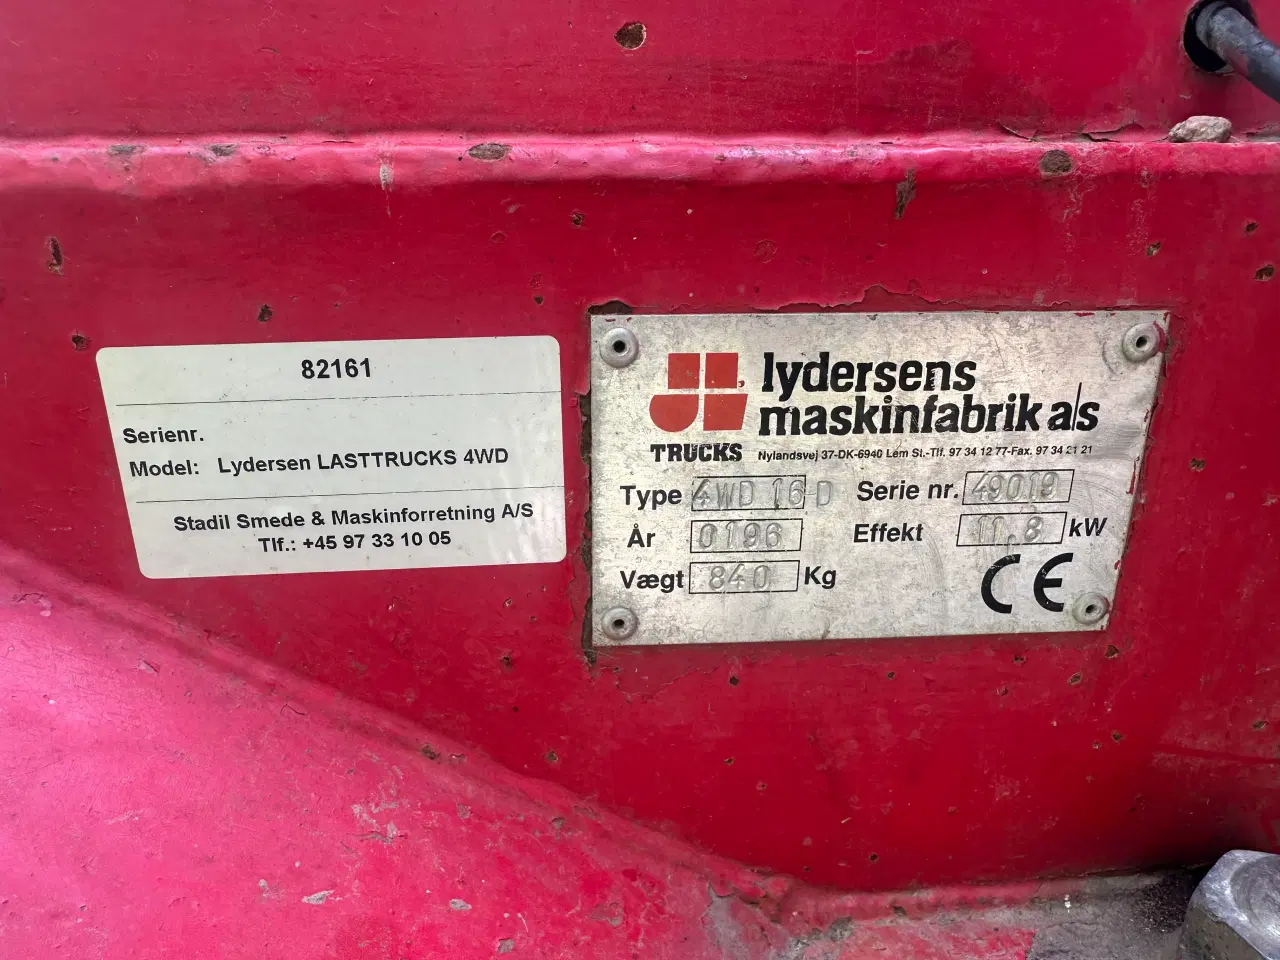 82161
Serienr.
Model: Lydersen LASTTRUCKS 4WD
Stadil Smede & Maskinforretning A/S
Tlf.: +45 97 33 10 05
lydersens
maskinfabrik a/s
TRUCKS Nylandsvej 37-DK-6940 Lem St.-Tlf. 97 34 12 77-Fax. 97 34 21 21
Type 4WD 16 D Serie nr. 49019
År 0196 Effekt 11.8 kW
Vægt 840 Kg
CE